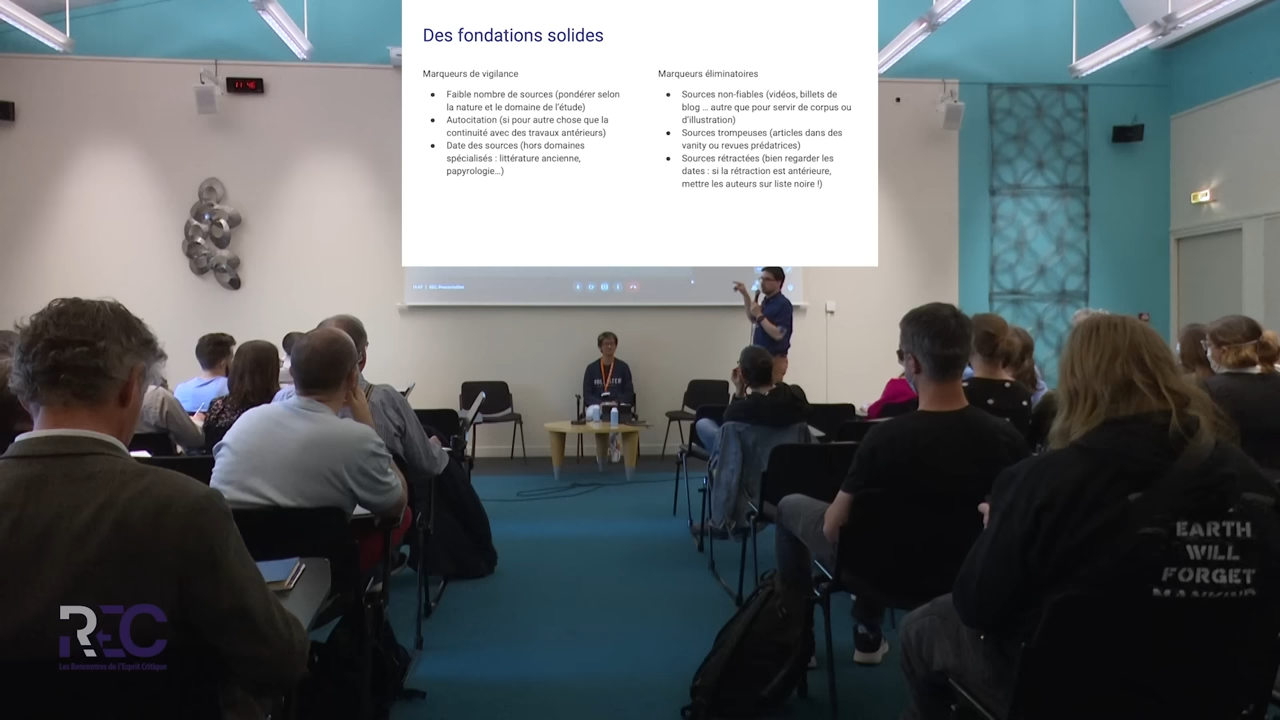 Des fondations solides
Marqueurs de vigilance
● Faible nombre de sources (pondérer selon
la nature et le domaine de l'étude)
● Autocitation (si pour autre chose que la
continuité avec des travaux antérieurs)
● Date des sources (hors domaines
spécialisés : littérature ancienne,
papyrologie…)
Marqueurs éliminatoires
● Sources non-fiables (vidéos, billets de
blog … autre que pour servir de corpus ou
d'illustration)
● Sources trompeuses (articles dans des
vanity ou revues prédatrices)
● Sources rétractées (bien regarder les
dates : si la rétraction est antérieure,
mettre les auteurs sur liste noire !)
11:46
EARTH
WILL
FORGET
MANKIND
REC
Les Rencontres de l'Esprit Critique